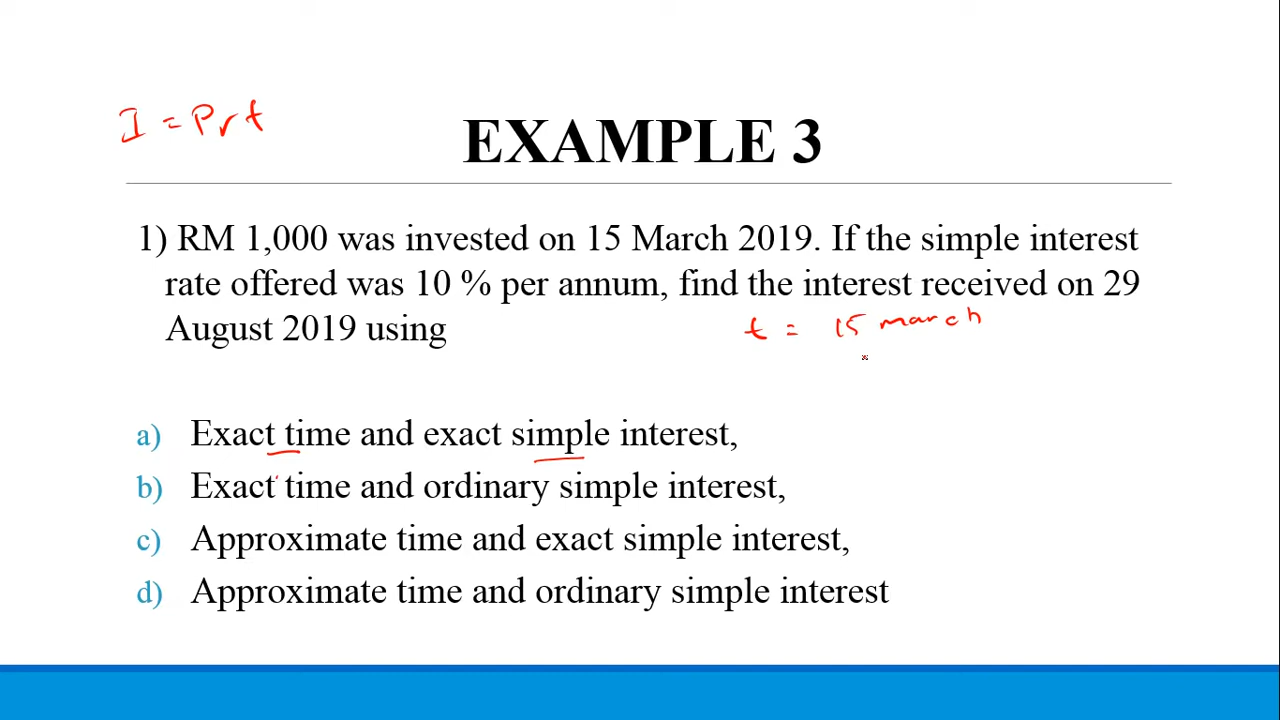 I = Prt
EXAMPLE 3
1) RM 1,000 was invested on 15 March 2019. If the simple interest
rate offered was 10 % per annum, find the interest received on 29
August 2019 using
t = 15 march
a) Exact time and exact simple interest,
b) Exact time and ordinary simple interest,
c) Approximate time and exact simple interest,
d) Approximate time and ordinary simple interest